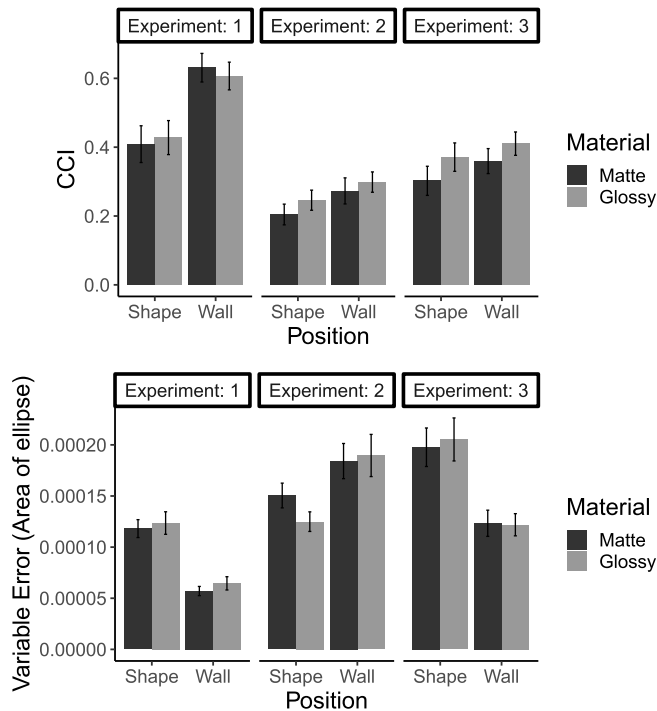 Experiment: 1 Experiment: 2 Experiment: 3
0.6
0.4
0.2
0.0
CCI
Material
Matte
Glossy
Shape Wall Shape Wall Shape Wall
Position
Experiment: 1 Experiment: 2 Experiment: 3
0.00020
0.00015
0.00010
0.00005
0.00000
Variable Error (Area of ellipse)
Material
Matte
Glossy
Shape Wall Shape Wall Shape Wall
Position